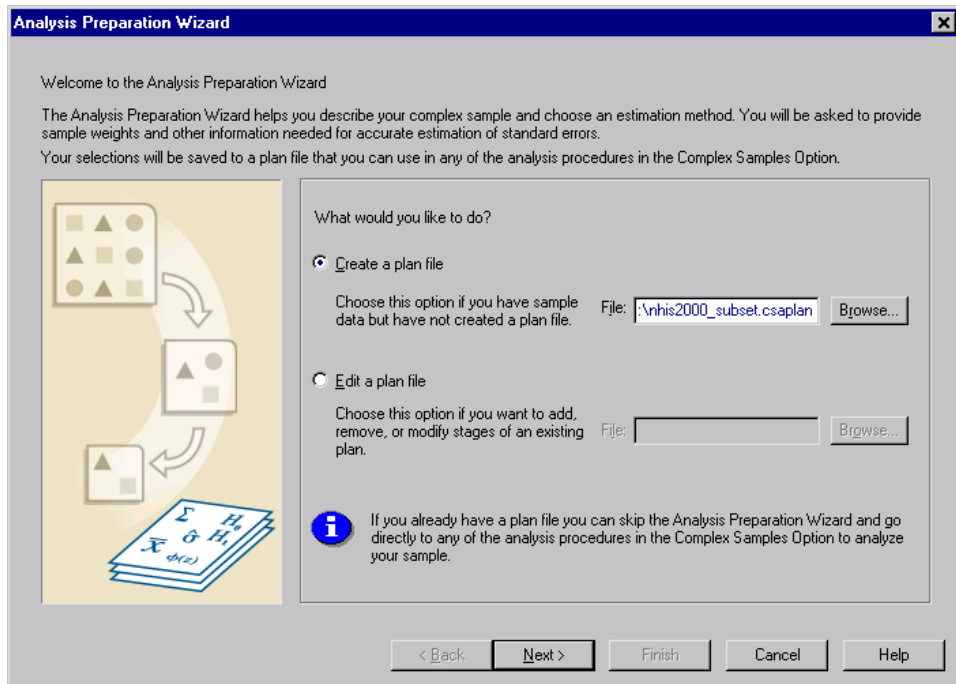 Analysis Preparation Wizard
Welcome to the Analysis Preparation Wizard
The Analysis Preparation Wizard helps you describe your complex sample and choose an estimation method. You will be asked to provide
sample weights and other information needed for accurate estimation of standard errors.
Your selections will be saved to a plan file that you can use in any of the analysis procedures in the Complex Samples Option.
What would you like to do?
Create a plan file
Choose this option if you have sample
data but have not created a plan file.
File: :\nhis2000_subset.csaplan Browse...
Edit a plan file
Choose this option if you want to add,
remove, or modify stages of an existing
plan.
File: Browse...
Σ H₀
x̄ σ̂ H₁
φ(z)
If you already have a plan file you can skip the Analysis Preparation Wizard and go
directly to any of the analysis procedures in the Complex Samples Option to analyze
your sample.
< Back Next > Finish Cancel Help